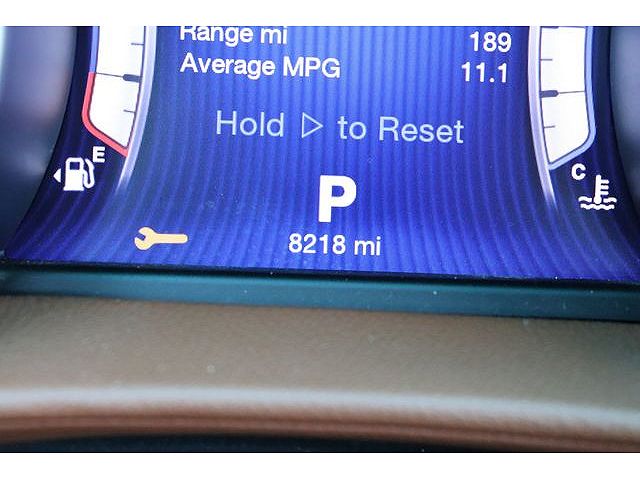 Range mi 189
Average MPG 11.1
Hold ▷ to Reset
E
C
P
8218 mi